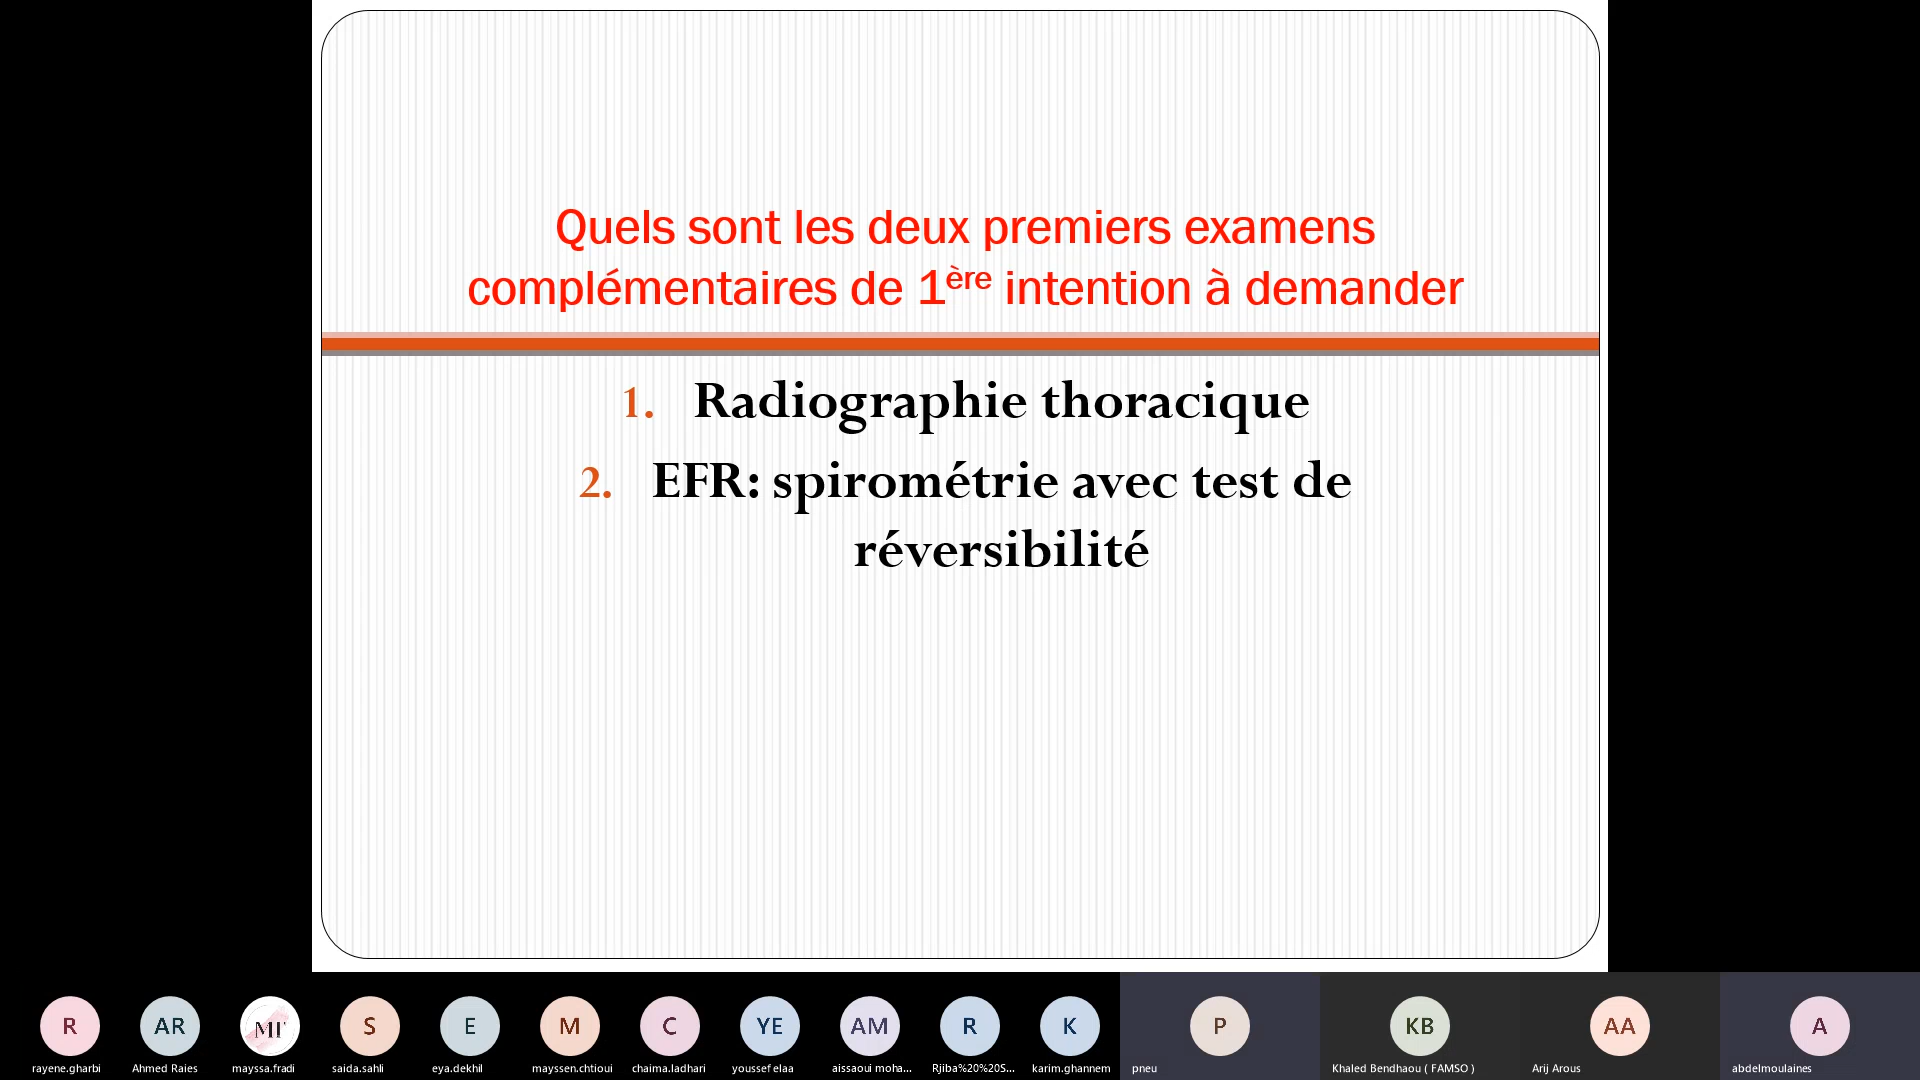 Quels sont les deux premiers examens
complémentaires de 1ère intention à demander
1. Radiographie thoracique
2. EFR: spirométrie avec test de
réversibilité
R
AR
MF
S
E
M
C
YE
AM
R
K
P
KB
AA
A
rayene.gharbi
Ahmed Raies
mayssa.fradi
saida.sahli
eya.dekhil
mayssen.chtioui
chaima.ladhari
youssef elaa
aissaoui moha...
Rjiba%20%20S...
karim.ghannem
pneu
Khaled Bendhaou ( FAMSO )
Arij Arous
abdelmoulaines